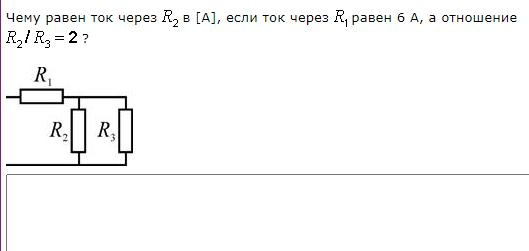 Чему равен ток через R₂ в [А], если ток через R₁ равен 6 А, а отношение
R₂ / R₃ = 2 ?
R₁
R₂ R₃